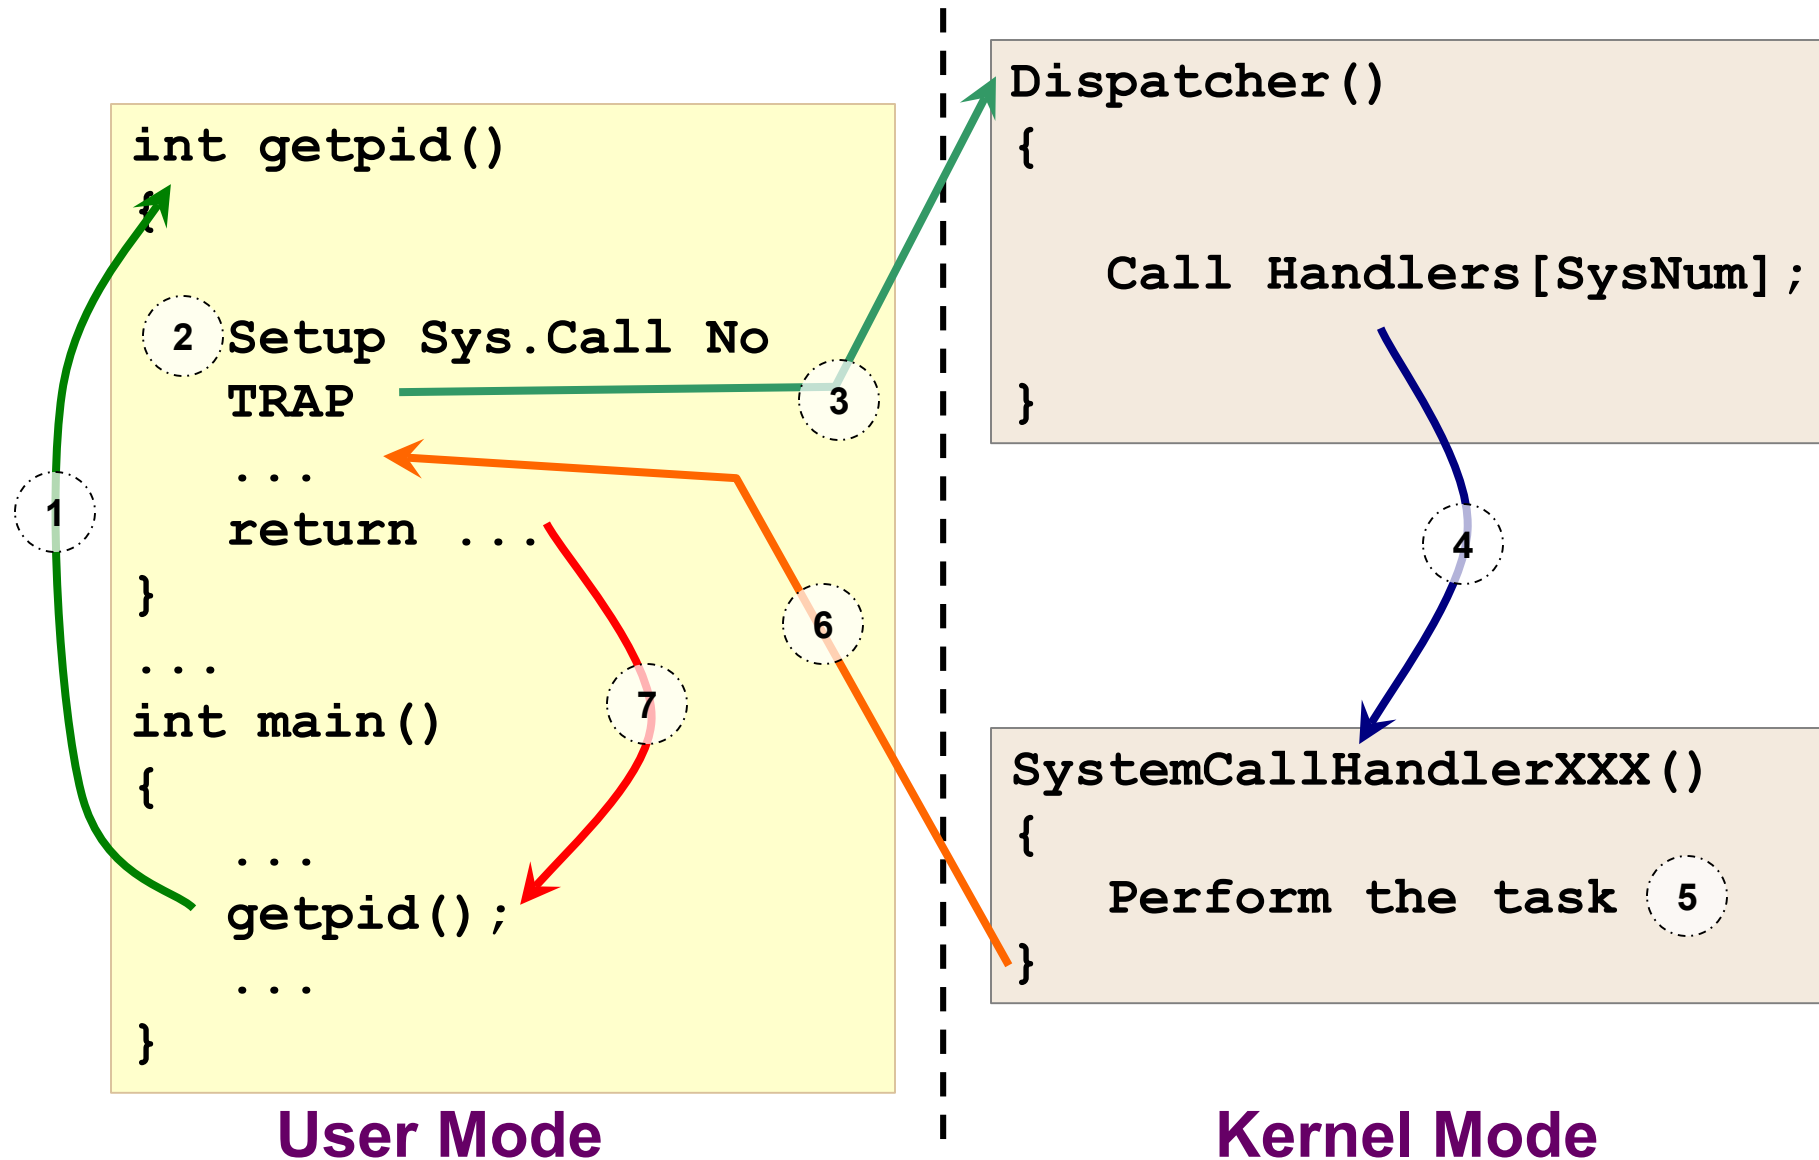 int getpid()
{
2 Setup Sys.Call No
TRAP
3
...
return ...
}
...
int main()
{
...
getpid();
...
}
1
6
7
User Mode
Dispatcher()
{
Call Handlers[SysNum];
}
4
SystemCallHandlerXXX()
{
Perform the task 5
}
Kernel Mode